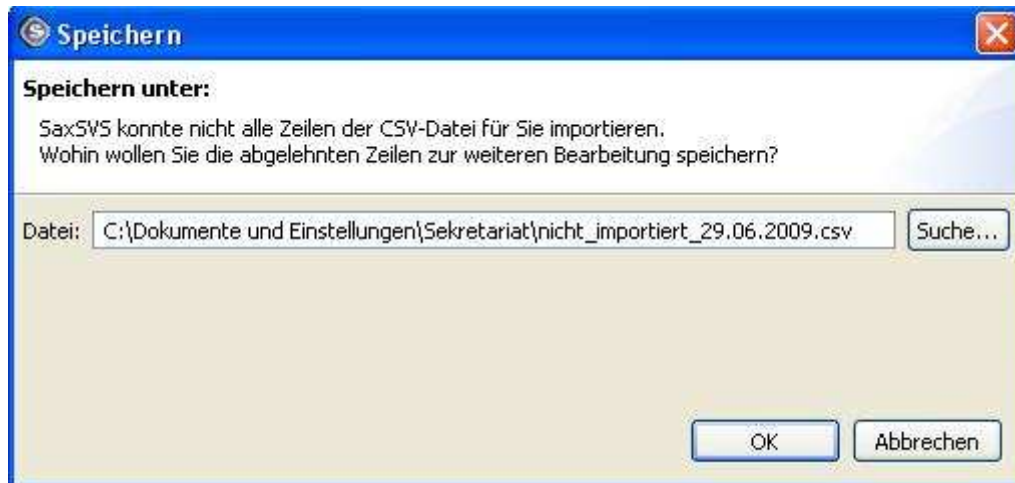 Speichern
Speichern unter:
SaxSVS konnte nicht alle Zeilen der CSV-Datei für Sie importieren.
Wohin wollen Sie die abgelehnten Zeilen zur weiteren Bearbeitung speichern?
Datei: C:\Dokumente und Einstellungen\Sekretariat\nicht_importiert_29.06.2009.csv Suche...
OK Abbrechen